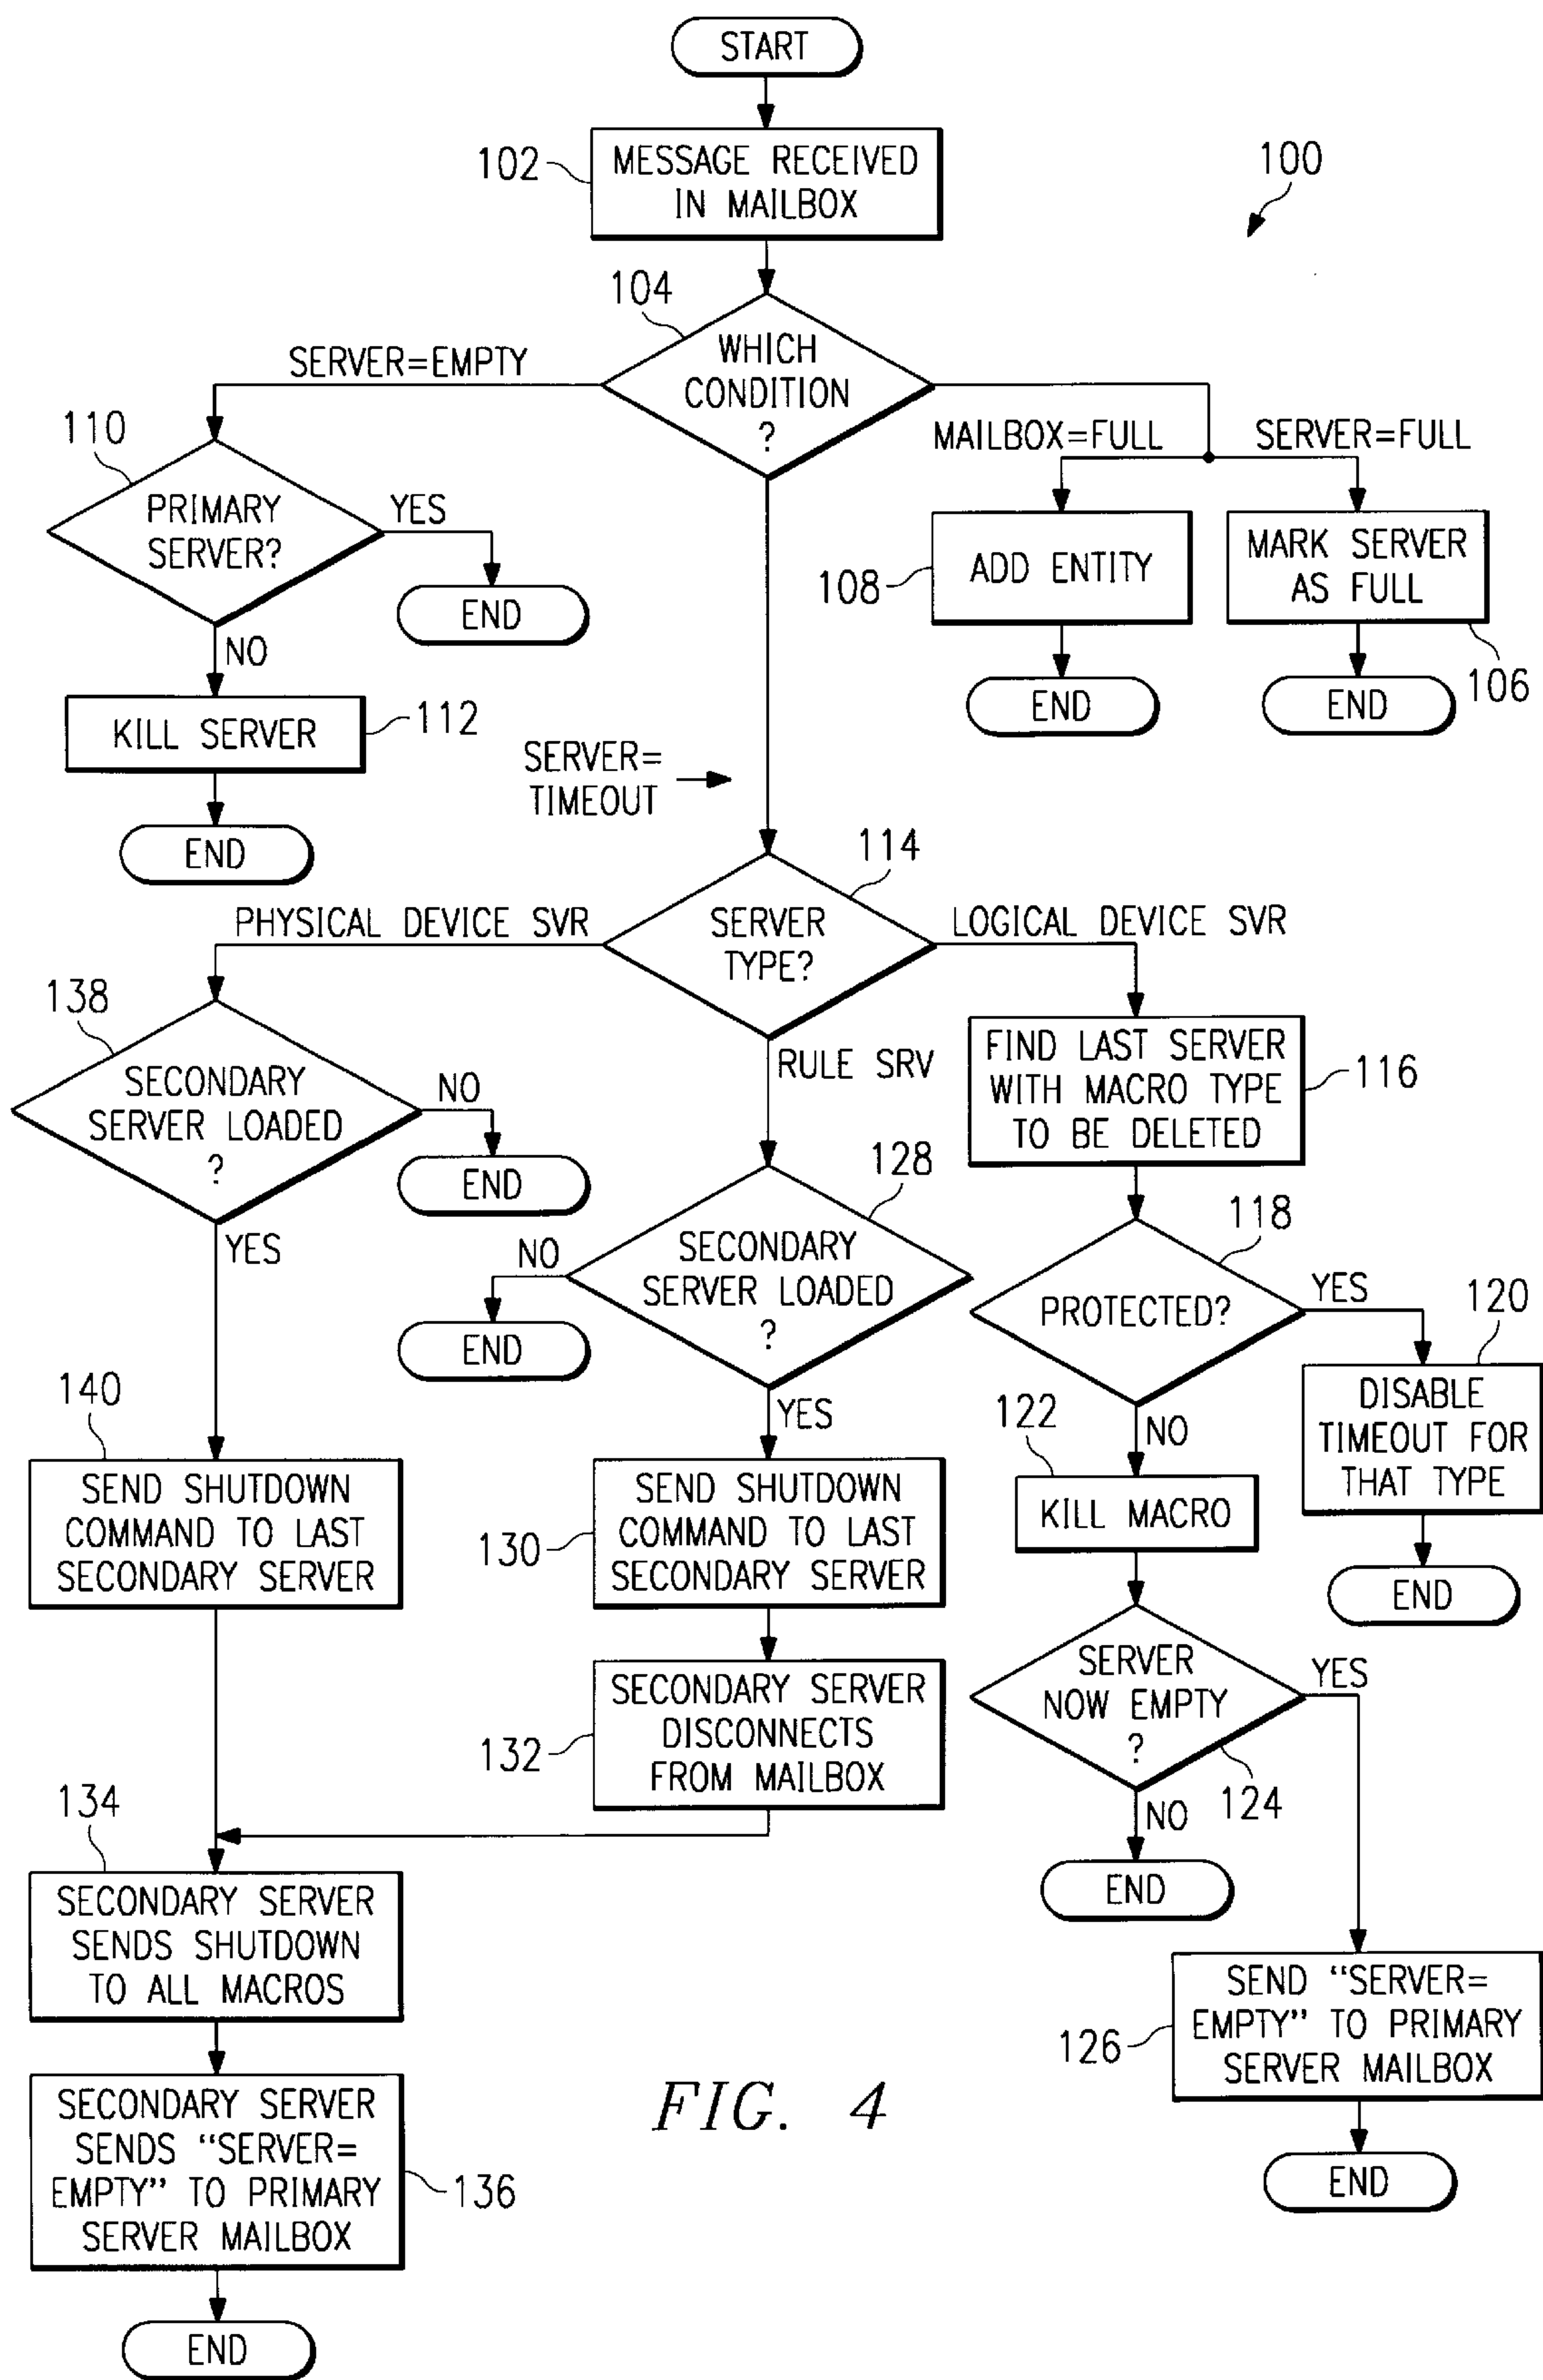 START
102
MESSAGE RECEIVED
IN MAILBOX
100
104
WHICH
CONDITION
?
SERVER=EMPTY
MAILBOX=FULL
SERVER=FULL
110
PRIMARY
SERVER?
YES
END
NO
108
ADD ENTITY
END
MARK SERVER
AS FULL
106
END
KILL SERVER
112
END
SERVER=
TIMEOUT
114
SERVER
TYPE?
PHYSICAL DEVICE SVR
LOGICAL DEVICE SVR
RULE SRV
138
SECONDARY
SERVER LOADED
?
NO
END
YES
128
SECONDARY
SERVER LOADED
?
NO
END
YES
FIND LAST SERVER
WITH MACRO TYPE
TO BE DELETED
116
118
PROTECTED?
YES
120
DISABLE
TIMEOUT FOR
THAT TYPE
END
NO
122
KILL MACRO
140
SEND SHUTDOWN
COMMAND TO LAST
SECONDARY SERVER
130
SEND SHUTDOWN
COMMAND TO LAST
SECONDARY SERVER
132
SECONDARY SERVER
DISCONNECTS
FROM MAILBOX
SERVER
NOW EMPTY
?
YES
124
NO
END
134
SECONDARY SERVER
SENDS SHUTDOWN
TO ALL MACROS
126
SEND “SERVER=
EMPTY” TO PRIMARY
SERVER MAILBOX
END
SECONDARY SERVER
SENDS “SERVER=
EMPTY” TO PRIMARY
SERVER MAILBOX
136
END
FIG. 4